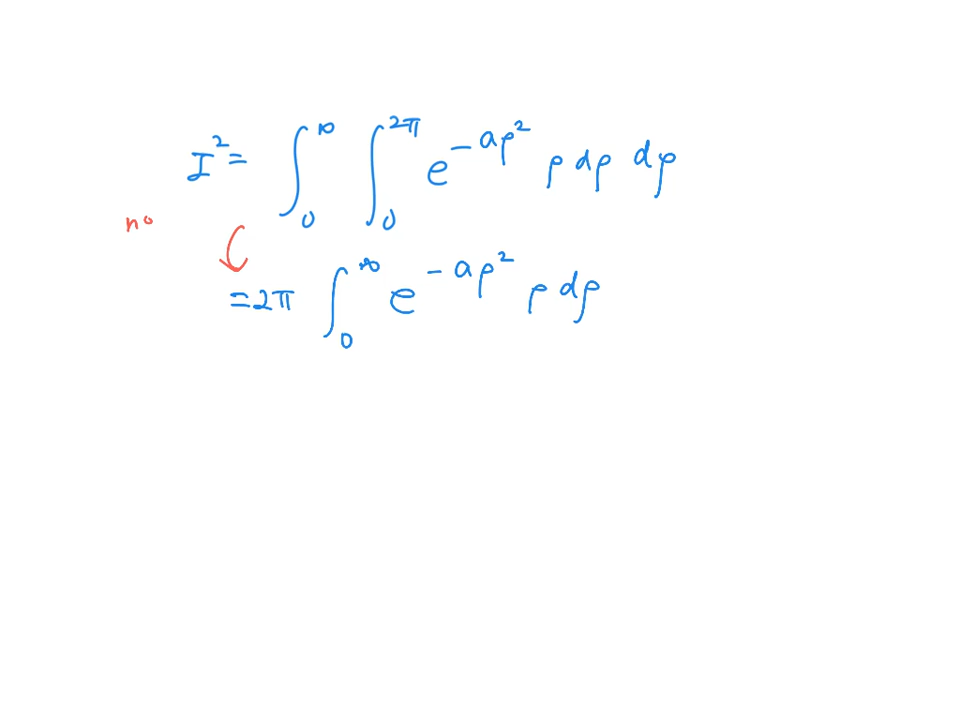 I² = ∫₀^∞ ∫₀^2π e^(-aρ²) ρ dρ dφ
no
= 2π ∫₀^∞ e^(-aρ²) ρ dρ